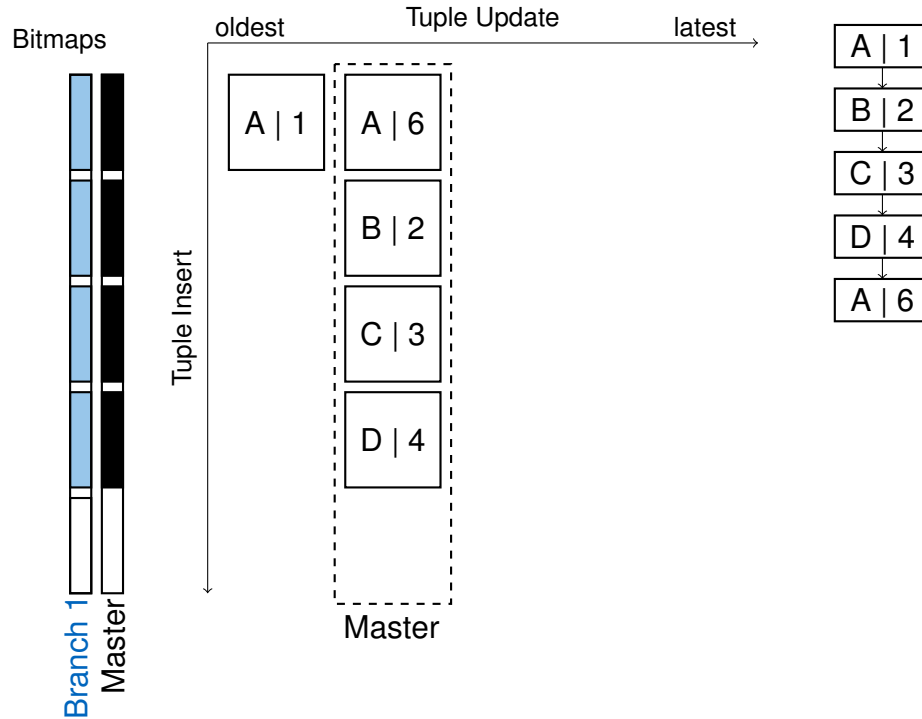 Tuple Update
Bitmaps
oldest
latest
A | 1
A | 6
B | 2
C | 3
D | 4
Tuple Insert
Master
Branch 1
Master
A | 1
B | 2
C | 3
D | 4
A | 6